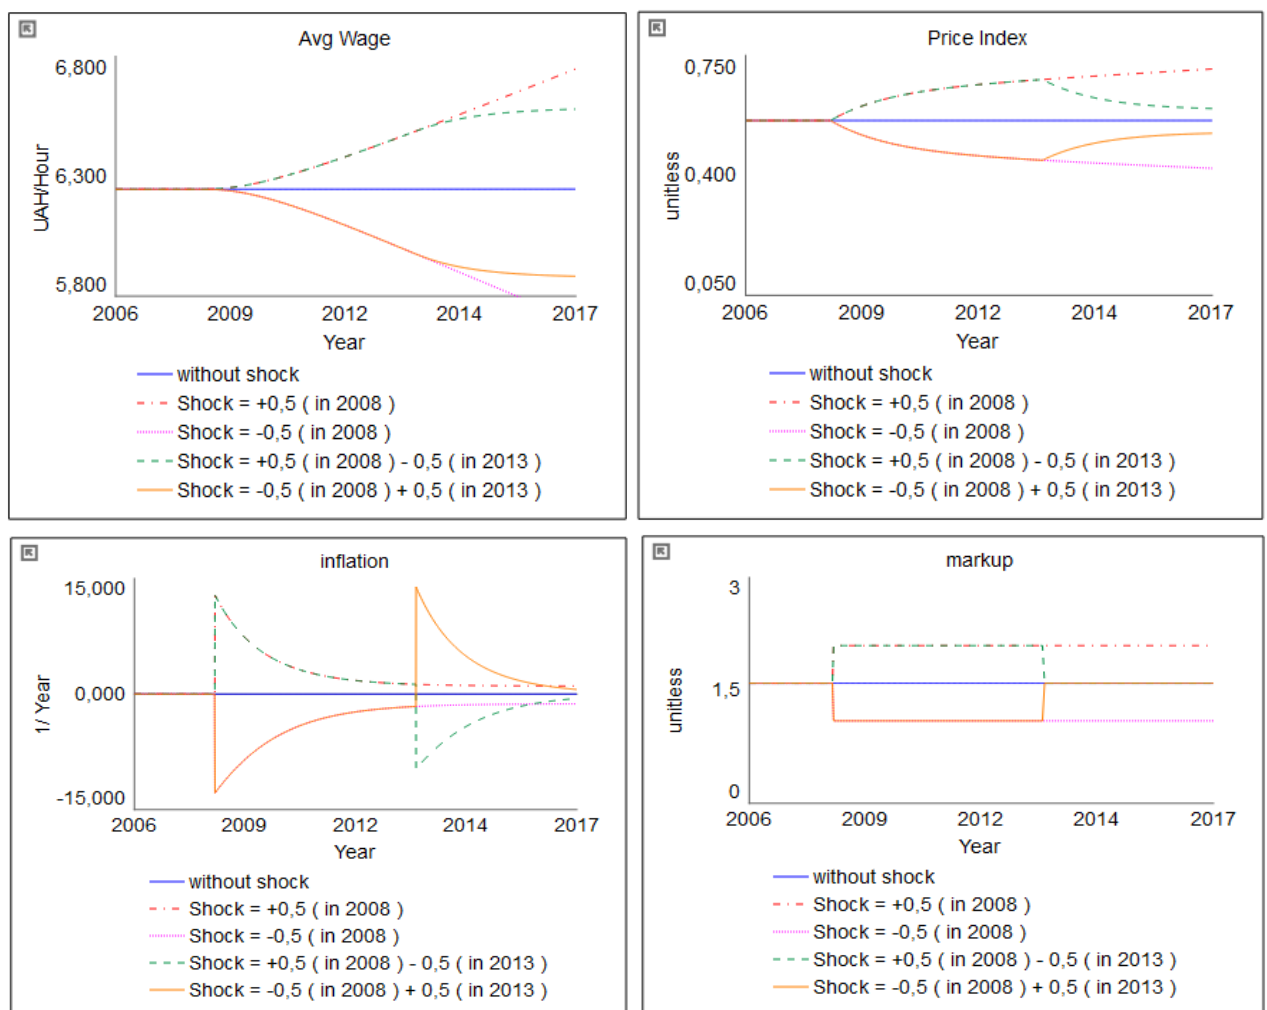 Avg Wage
6,800
6,300
5,800
UAH/Hour
2006 2009 2012 2014 2017
Year
without shock
Shock = +0,5 ( in 2008 )
Shock = -0,5 ( in 2008 )
Shock = +0,5 ( in 2008 ) - 0,5 ( in 2013 )
Shock = -0,5 ( in 2008 ) + 0,5 ( in 2013 )
Price Index
0,750
0,400
0,050
unitless
2006 2009 2012 2014 2017
Year
without shock
Shock = +0,5 ( in 2008 )
Shock = -0,5 ( in 2008 )
Shock = +0,5 ( in 2008 ) - 0,5 ( in 2013 )
Shock = -0,5 ( in 2008 ) + 0,5 ( in 2013 )
inflation
15,000
0,000
-15,000
1/ Year
2006 2009 2012 2014 2017
Year
without shock
Shock = +0,5 ( in 2008 )
Shock = -0,5 ( in 2008 )
Shock = +0,5 ( in 2008 ) - 0,5 ( in 2013 )
Shock = -0,5 ( in 2008 ) + 0,5 ( in 2013 )
markup
3
1,5
0
unitless
2006 2009 2012 2014 2017
Year
without shock
Shock = +0,5 ( in 2008 )
Shock = -0,5 ( in 2008 )
Shock = +0,5 ( in 2008 ) - 0,5 ( in 2013 )
Shock = -0,5 ( in 2008 ) + 0,5 ( in 2013 )